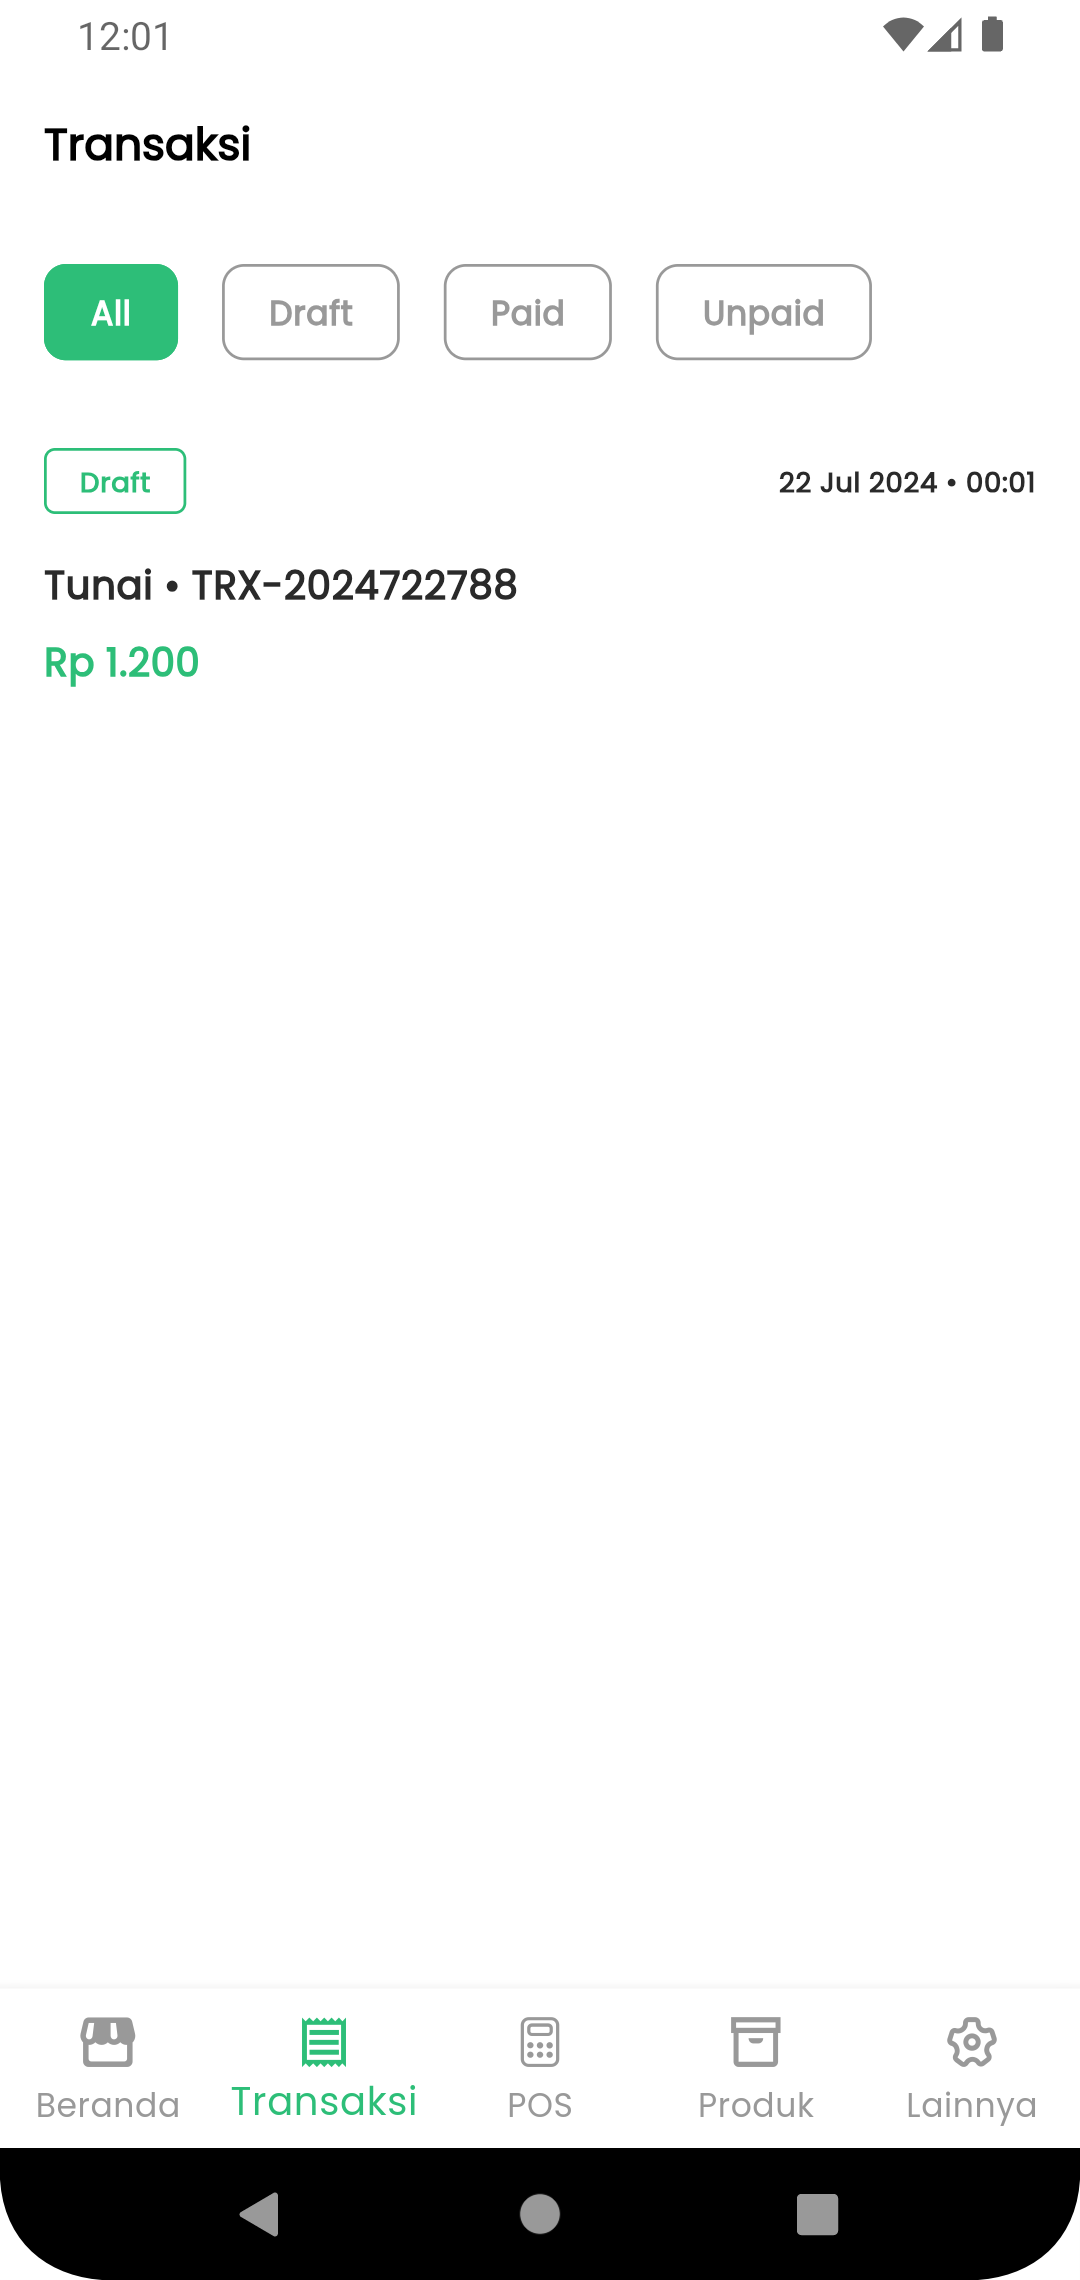 12:01
Transaksi
All Draft Paid Unpaid
Draft 22 Jul 2024 • 00:01
Tunai • TRX-2024722788
Rp 1.200
Beranda Transaksi POS Produk Lainnya